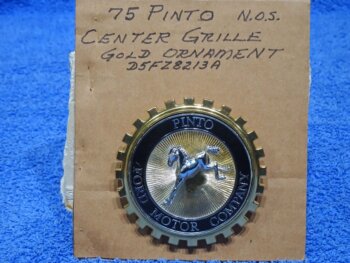 75 PINTO N.O.S.
CENTER GRILLE
GOLD ORNAMENT
D5FZ8213A
PINTO
FORD MOTOR COMPANY